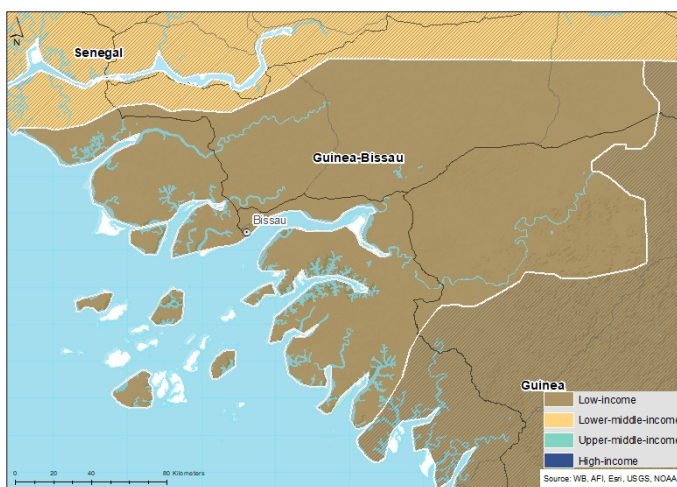 N
Senegal
Guinea-Bissau
Bissau
Guinea
Low-income
Lower-middle-income
Upper-middle-income
High-income
0 20 40 80 Kilometers
Source: WB, AFI, Esri, USGS, NOAA